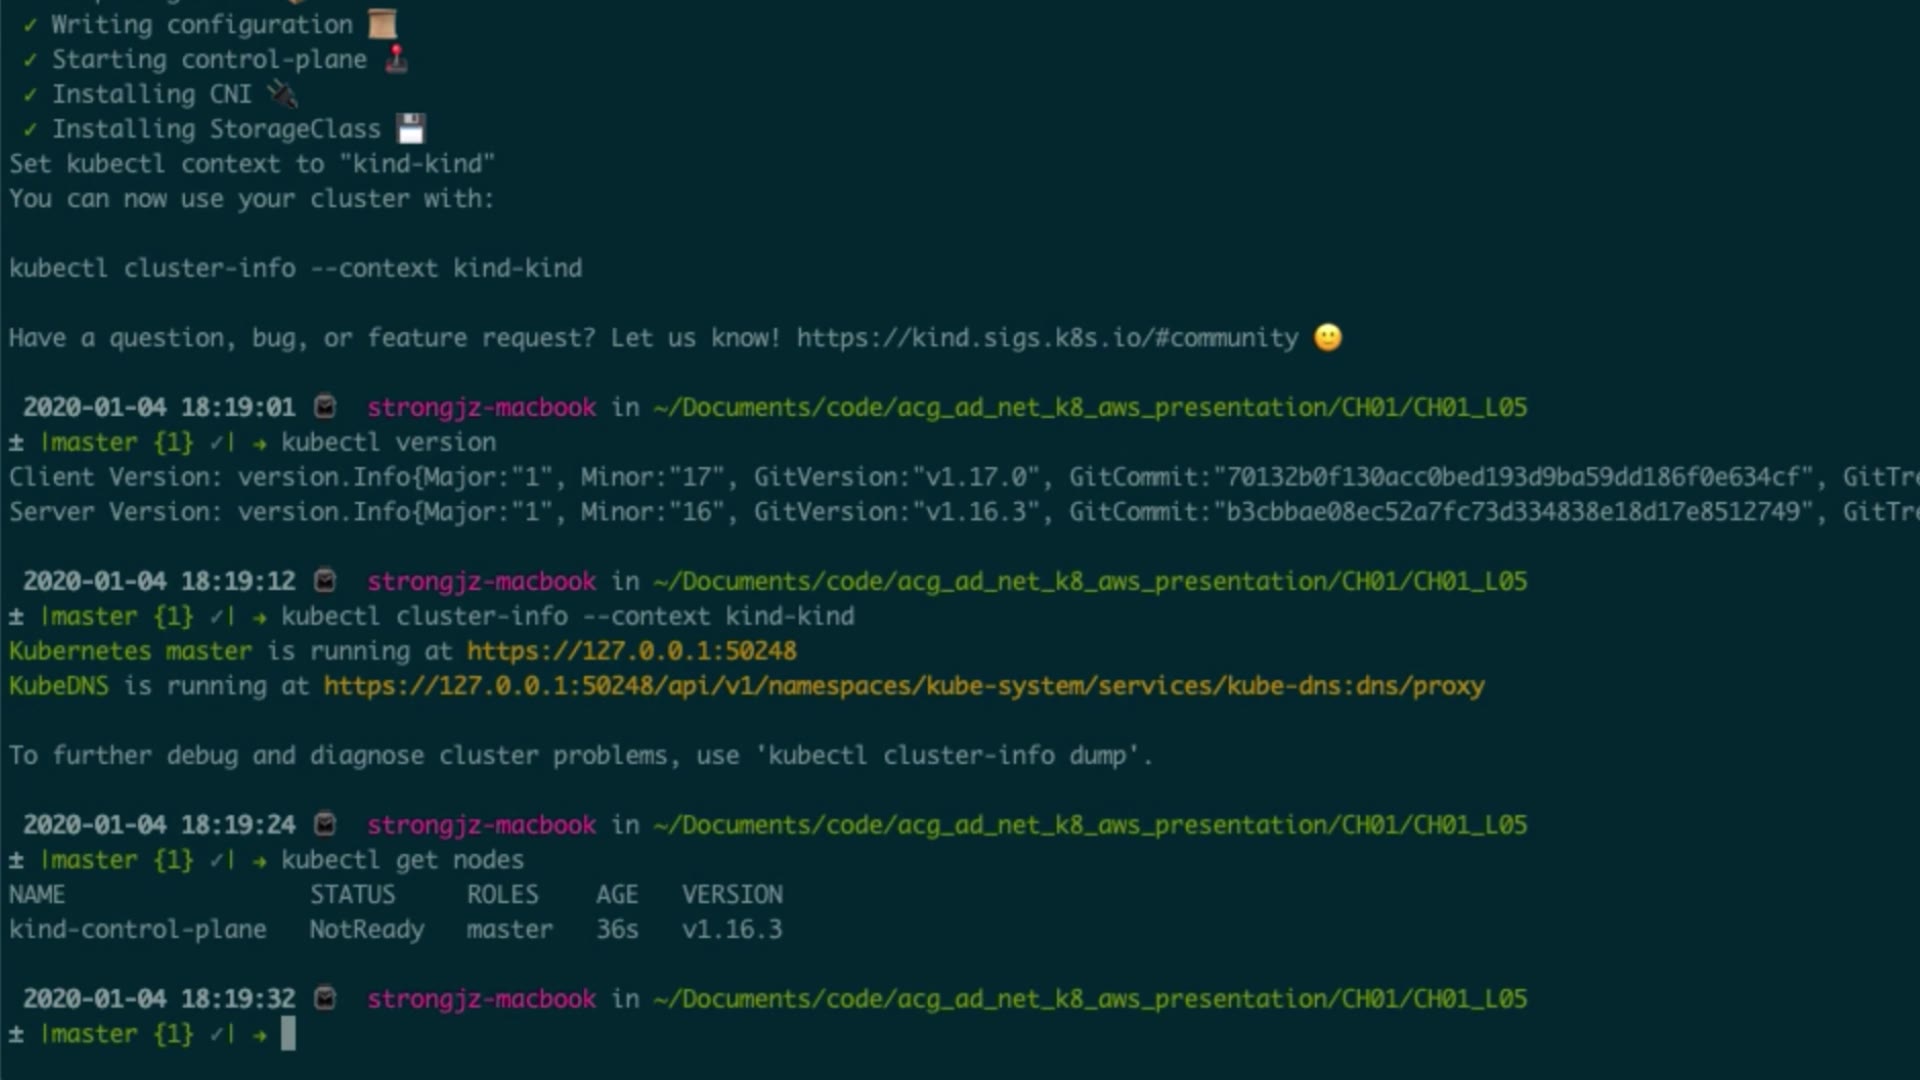 ✓ Writing configuration 📜
✓ Starting control-plane 🕹️
✓ Installing CNI 🔌
✓ Installing StorageClass 💾
Set kubectl context to "kind-kind"
You can now use your cluster with:
kubectl cluster-info --context kind-kind
Have a question, bug, or feature request? Let us know! https://kind.sigs.k8s.io/#community 🙂
2020-01-04 18:19:01 strongjz-macbook in ~/Documents/code/acg_ad_net_k8_aws_presentation/CH01/CH01_L05
± |master {1} ✓| → kubectl version
Client Version: version.Info{Major:"1", Minor:"17", GitVersion:"v1.17.0", GitCommit:"70132b0f130acc0bed193d9ba59dd186f0e634cf", GitTre
Server Version: version.Info{Major:"1", Minor:"16", GitVersion:"v1.16.3", GitCommit:"b3cbbae08ec52a7fc73d334838e18d17e8512749", GitTre
2020-01-04 18:19:12 strongjz-macbook in ~/Documents/code/acg_ad_net_k8_aws_presentation/CH01/CH01_L05
± |master {1} ✓| → kubectl cluster-info --context kind-kind
Kubernetes master is running at https://127.0.0.1:50248
KubeDNS is running at https://127.0.0.1:50248/api/v1/namespaces/kube-system/services/kube-dns:dns/proxy
To further debug and diagnose cluster problems, use 'kubectl cluster-info dump'.
2020-01-04 18:19:24 strongjz-macbook in ~/Documents/code/acg_ad_net_k8_aws_presentation/CH01/CH01_L05
± |master {1} ✓| → kubectl get nodes
NAME STATUS ROLES AGE VERSION
kind-control-plane NotReady master 36s v1.16.3
2020-01-04 18:19:32 strongjz-macbook in ~/Documents/code/acg_ad_net_k8_aws_presentation/CH01/CH01_L05
± |master {1} ✓| →